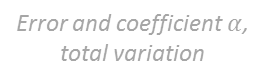 Error and coefficient α,
total variation